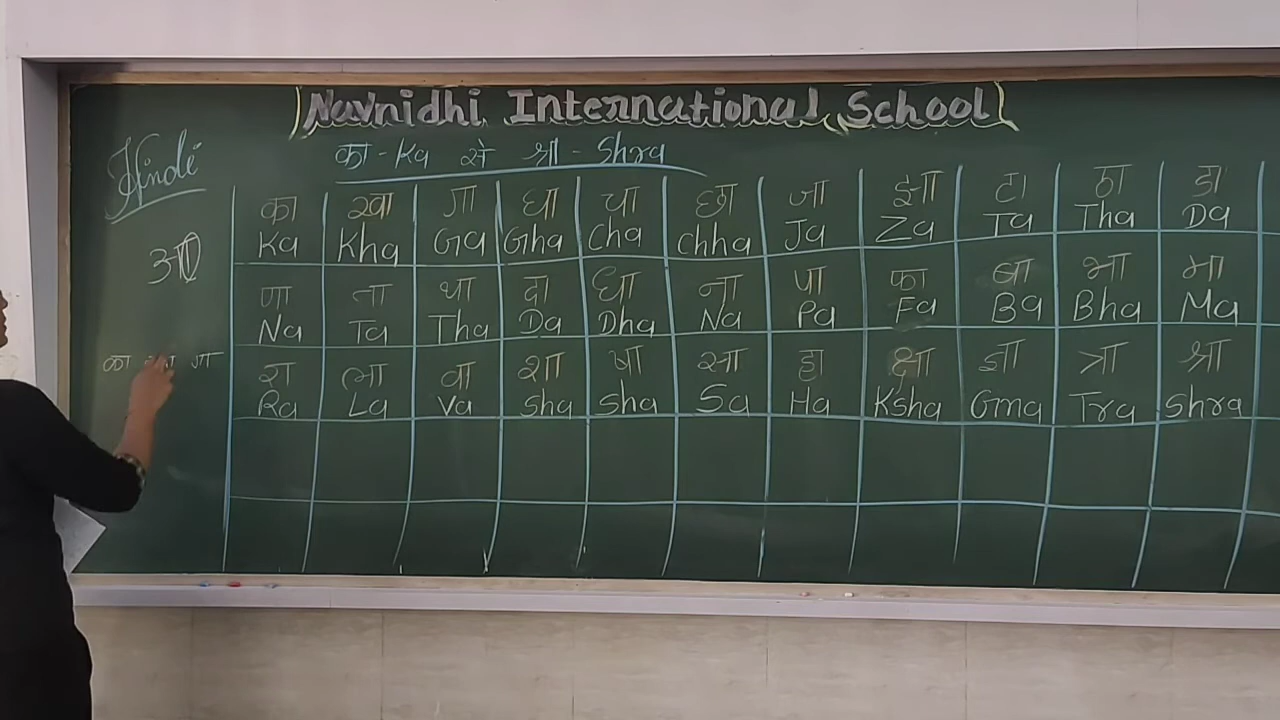 Navnidhi International School
Hindi
का - Ka से श्रा - Shra
का खा गा घा चा छा जा झा टा ठा डा
Ka Kha Ga Gha Cha Chha Ja Za Ta Tha Da
आ
णा ता था दा धा ना पा फा बा भा मा
Na Ta Tha Da Dha Na Pa Fa Ba Bha Ma
का गा
रा ला वा शा षा सा हा क्षा ज्ञा त्रा श्रा
Ra La Va Sha Sha Sa Ha Ksha Gna Tra Shra